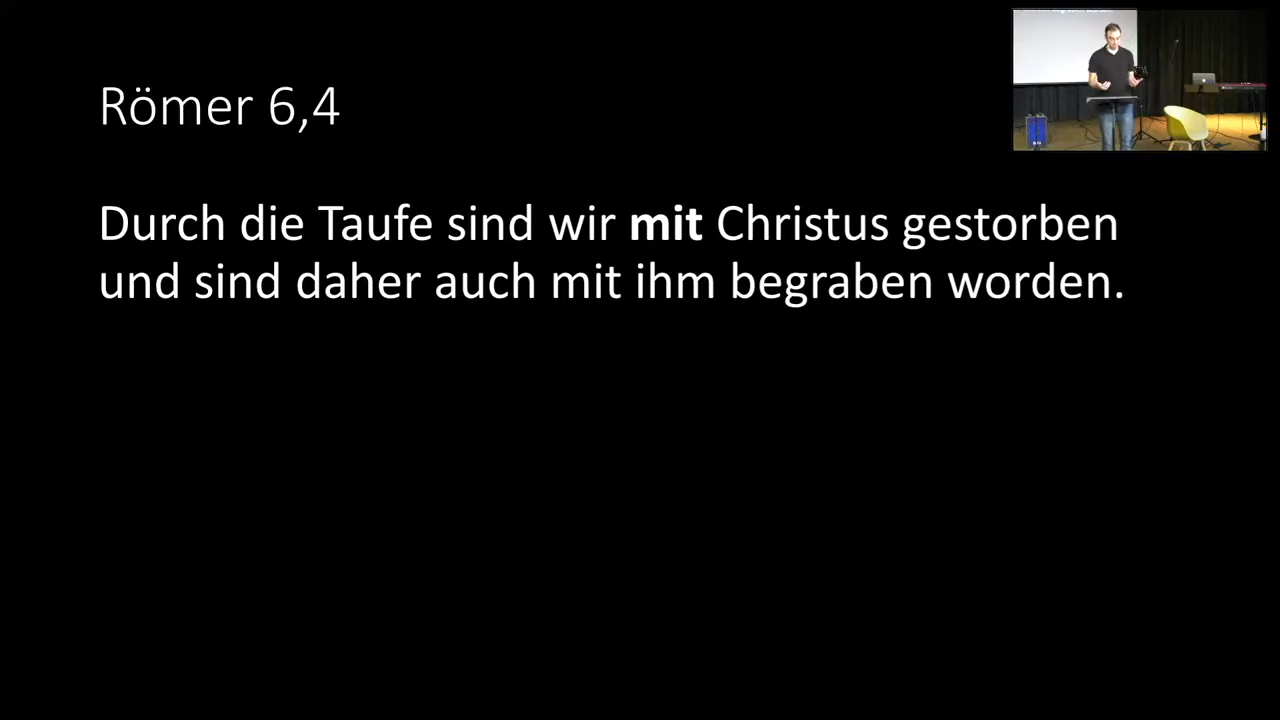 Römer 6,4
Durch die Taufe sind wir mit Christus gestorben
und sind daher auch mit ihm begraben worden.